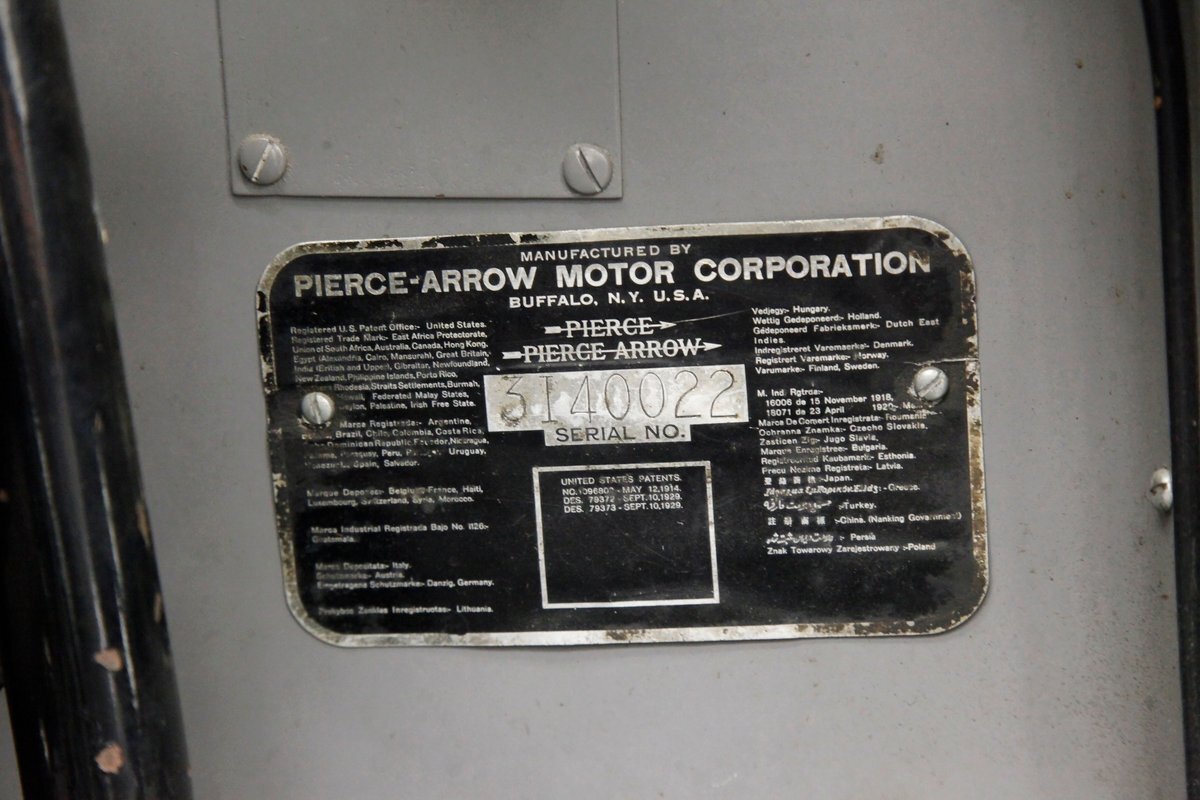 MANUFACTURED BY
PIERCE-ARROW MOTOR CORPORATION
BUFFALO, N.Y. U.S.A.
PIERCE
PIERCE ARROW
3140022
SERIAL NO.
UNITED STATES PATENTS.
MAY 12, 1914.
DES. 79372 - SEPT. 10, 1929.
DES. 79373 - SEPT. 10, 1929.
Registered U.S. Patent Office:- United States.
Registered Trade Mark:- East Africa Protectorate,
Union of South Africa, Australia, Canada, Hong Kong,
Egypt (Alexandria, Cairo, Mansurah), Great Britain,
India (British and Upper), Gibraltar, Newfoundland,
New Zealand, Philippine Islands, Porto Rico,
Rhodesia, Straits Settlements, Burmah,
Federated Malay States,
Palestine, Irish Free State.
Marca Registrada:- Argentina,
Brazil, Chile, Colombia, Costa Rica,
Dominican Republic, Ecuador, Nicaragua,
Peru, Uruguay,
Spain, Salvador.
Marque Deposee:- Belgium, France, Haiti,
Luxembourg, Switzerland, Syria, Morocco.
Marca Industrial Registrada Bajo No. 1126:-
Guatemala.
Marca Depositata:- Italy.
Schutzmarke:- Austria.
Eingetragene Schutzmarke:- Danzig, Germany.
Zenklas Inregistruotas:- Lithuania.
Vedjegy:- Hungary.
Wettig Gedeponeerd:- Holland.
Gedeponeerd Fabrieksmerk:- Dutch East
Indies.
Indregistreret Varemaerke:- Denmark.
Registrert Varemarke:- Norway.
Varumarke:- Finland, Sweden.
M. Ind. Rgtrda:-
16006 de 15 November 1918,
18071 de 23 April 1920,
Marca De Comert Inregistrata:- Roumania
Ochranna Znamka:- Czecho Slovakia,
Zasticen Zig:- Jugo Slavia,
Marque Enregistree:- Bulgaria.
Registreeritud Kaubamark:- Esthonia.
Precu Nozime Registreta:- Latvia.
:-Japan.
:- Greece.
:-Turkey.
:-China. (Nanking Government)
:- Persia
Znak Towarowy Zarejestrowany :-Poland